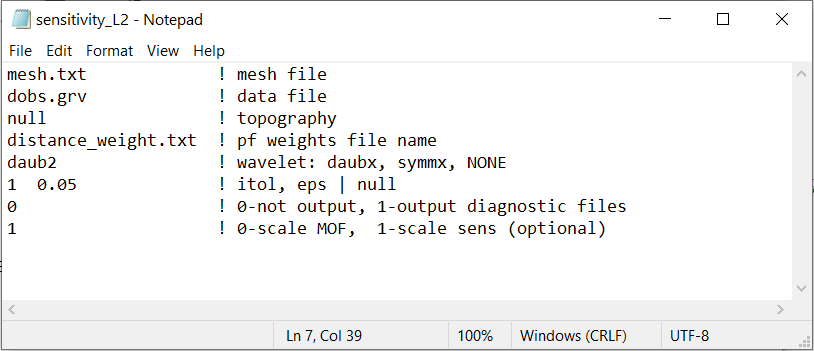 sensitivity_L2 - Notepad
File Edit Format View Help
mesh.txt             ! mesh file
dobs.grv             ! data file
null                 ! topography
distance_weight.txt  ! pf weights file name
daub2                ! wavelet: daubx, symmx, NONE
1  0.05              ! itol, eps | null
0                    ! 0-not output, 1-output diagnostic files
1                    ! 0-scale MOF,  1-scale sens (optional)
Ln 7, Col 39 100% Windows (CRLF) UTF-8